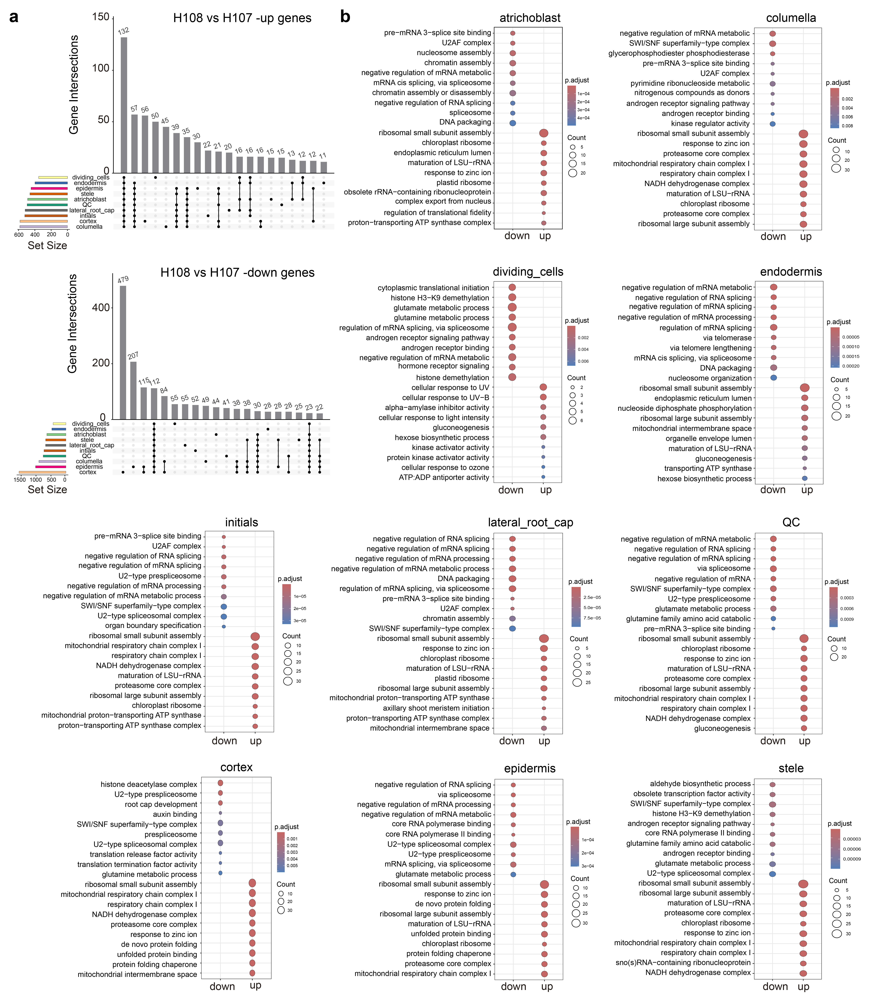 a
H108 vs H107 -up genes
Gene Intersections
150
100
50
0
132
57
56
50
45
39
35
30
22
21
20
16
16
16
15
15
13
12
12
11
dividing_cells
endodermis
epidermis
stele
atrichoblast
QC
lateral_root_cap
intials
cortex
columella
600 400 200 0
Set Size
H108 vs H107 -down genes
Gene Intersections
400
200
0
479
207
115
112
84
55
55
52
49
44
41
38
38
30
28
28
28
25
23
22
dividing_cells
endodermis
atrichoblast
stele
lateral_root_cap
intials
QC
columella
epidermis
cortex
1500 1000 500 0
Set Size
b
atrichoblast
pre−mRNA 3−splice site binding
U2AF complex
nucleosome assembly
chromatin assembly
negative regulation of mRNA metabolic
mRNA cis splicing, via spliceosome
chromatin assembly or disassembly
negative regulation of RNA splicing
spliceosome
DNA packaging
ribosomal small subunit assembly
chloroplast ribosome
endoplasmic reticulum lumen
maturation of LSU−rRNA
response to zinc ion
plastid ribosome
obsolete rRNA−containing ribonucleoprotein
complex export from nucleus
regulation of translational fidelity
proton−transporting ATP synthase complex
down up
p.adjust
1e−04
2e−04
3e−04
4e−04
Count
5
10
15
20
columella
negative regulation of mRNA metabolic
SWI/SNF superfamily−type complex
glycerophosphodiester phosphodiesterase
pre−mRNA 3−splice site binding
U2AF complex
pyrimidine ribonucleoside metabolic
nitrogenous compounds as donors
androgen receptor signaling pathway
androgen receptor binding
kinase regulator activity
ribosomal small subunit assembly
response to zinc ion
proteasome core complex
mitochondrial respiratory chain complex I
respiratory chain complex I
NADH dehydrogenase complex
maturation of LSU−rRNA
chloroplast ribosome
proteasome core complex
ribosomal large subunit assembly
down up
p.adjust
0.002
0.004
0.006
0.008
Count
10
20
30
dividing_cells
cytoplasmic translational initiation
histone H3−K9 demethylation
glutamate metabolic process
glutamine metabolic process
regulation of mRNA splicing, via spliceosome
androgen receptor signaling pathway
androgen receptor binding
negative regulation of mRNA metabolic
hormone receptor signaling
histone demethylation
cellular response to UV
cellular response to UV−B
alpha−amylase inhibitor activity
cellular response to light intensity
gluconeogenesis
hexose biosynthetic process
kinase activator activity
protein kinase activator activity
cellular response to ozone
ATP:ADP antiporter activity
down up
p.adjust
0.002
0.004
0.006
Count
2
3
4
5
6
endodermis
negative regulation of mRNA metabolic
negative regulation of RNA splicing
negative regulation of mRNA splicing
negative regulation of mRNA processing
regulation of mRNA splicing
via telomerase
via telomere lengthening
mRNA cis splicing, via spliceosome
DNA packaging
nucleosome organization
ribosomal small subunit assembly
endoplasmic reticulum lumen
nucleoside diphosphate phosphorylation
ribosomal large subunit assembly
mitochondrial intermembrane space
organelle envelope lumen
maturation of LSU−rRNA
gluconeogenesis
transporting ATP synthase
hexose biosynthetic process
down up
p.adjust
0.00005
0.00010
0.00015
0.00020
Count
5
10
15
20
initials
pre−mRNA 3−splice site binding
U2AF complex
negative regulation of RNA splicing
negative regulation of mRNA splicing
U2−type prespliceosome
negative regulation of mRNA processing
negative regulation of mRNA metabolic process
SWI/SNF superfamily−type complex
U2−type spliceosomal complex
organ boundary specification
ribosomal small subunit assembly
mitochondrial respiratory chain complex I
respiratory chain complex I
NADH dehydrogenase complex
maturation of LSU−rRNA
proteasome core complex
ribosomal large subunit assembly
chloroplast ribosome
mitochondrial proton−transporting ATP synthase
proton−transporting ATP synthase complex
down up
p.adjust
1e−05
2e−05
3e−05
Count
10
15
20
25
30
lateral_root_cap
negative regulation of RNA splicing
negative regulation of mRNA splicing
negative regulation of mRNA processing
negative regulation of mRNA metabolic process
DNA packaging
regulation of mRNA splicing, via spliceosome
pre−mRNA 3−splice site binding
U2AF complex
chromatin assembly
SWI/SNF superfamily−type complex
ribosomal small subunit assembly
response to zinc ion
chloroplast ribosome
maturation of LSU−rRNA
plastid ribosome
ribosomal large subunit assembly
mitochondrial proton−transporting ATP synthase
axillary shoot meristem initiation
proton−transporting ATP synthase complex
mitochondrial intermembrane space
down up
p.adjust
2.5e−05
5.0e−05
7.5e−05
Count
5
10
15
20
25
QC
negative regulation of mRNA metabolic
negative regulation of RNA splicing
negative regulation of mRNA splicing
via spliceosome
negative regulation of mRNA
SWI/SNF superfamily−type complex
U2−type prespliceosome
glutamate metabolic process
glutamine family amino acid catabolic
pre−mRNA 3−splice site binding
ribosomal small subunit assembly
chloroplast ribosome
response to zinc ion
maturation of LSU−rRNA
proteasome core complex
ribosomal large subunit assembly
mitochondrial respiratory chain complex I
respiratory chain complex I
NADH dehydrogenase complex
gluconeogenesis
down up
p.adjust
0.0003
0.0006
0.0009
Count
10
20
cortex
histone deacetylase complex
U2−type prespliceosome
root cap development
auxin binding
SWI/SNF superfamily−type complex
prespliceosome
U2−type spliceosomal complex
translation release factor activity
translation termination factor activity
glutamine metabolic process
ribosomal small subunit assembly
mitochondrial respiratory chain complex I
respiratory chain complex I
NADH dehydrogenase complex
proteasome core complex
response to zinc ion
de novo protein folding
unfolded protein binding
protein folding chaperone
mitochondrial intermembrane space
down up
p.adjust
0.001
0.002
0.003
0.004
0.005
Count
10
20
30
epidermis
negative regulation of RNA splicing
via spliceosome
negative regulation of mRNA processing
negative regulation of mRNA metabolic
core RNA polymerase binding
core RNA polymerase II binding
U2−type spliceosomal complex
U2−type prespliceosome
mRNA splicing, via spliceosome
glutamate metabolic process
ribosomal small subunit assembly
response to zinc ion
de novo protein folding
ribosomal large subunit assembly
maturation of LSU−rRNA
unfolded protein binding
chloroplast ribosome
protein folding chaperone
proteasome core complex
mitochondrial respiratory chain complex I
down up
p.adjust
1e−04
2e−04
3e−04
Count
10
15
20
25
30
stele
aldehyde biosynthetic process
obsolete transcription factor activity
SWI/SNF superfamily−type complex
histone H3−K9 demethylation
androgen receptor signaling pathway
core RNA polymerase II binding
glutamine family amino acid catabolic
androgen receptor binding
glutamate metabolic process
U2−type spliceosomal complex
ribosomal small subunit assembly
ribosomal large subunit assembly
maturation of LSU−rRNA
proteasome core complex
chloroplast ribosome
response to zinc ion
mitochondrial respiratory chain complex I
respiratory chain complex I
sno(s)RNA−containing ribonucleoprotein
NADH dehydrogenase complex
down up
p.adjust
0.00003
0.00006
0.00009
Count
5
10
15
20
25
30